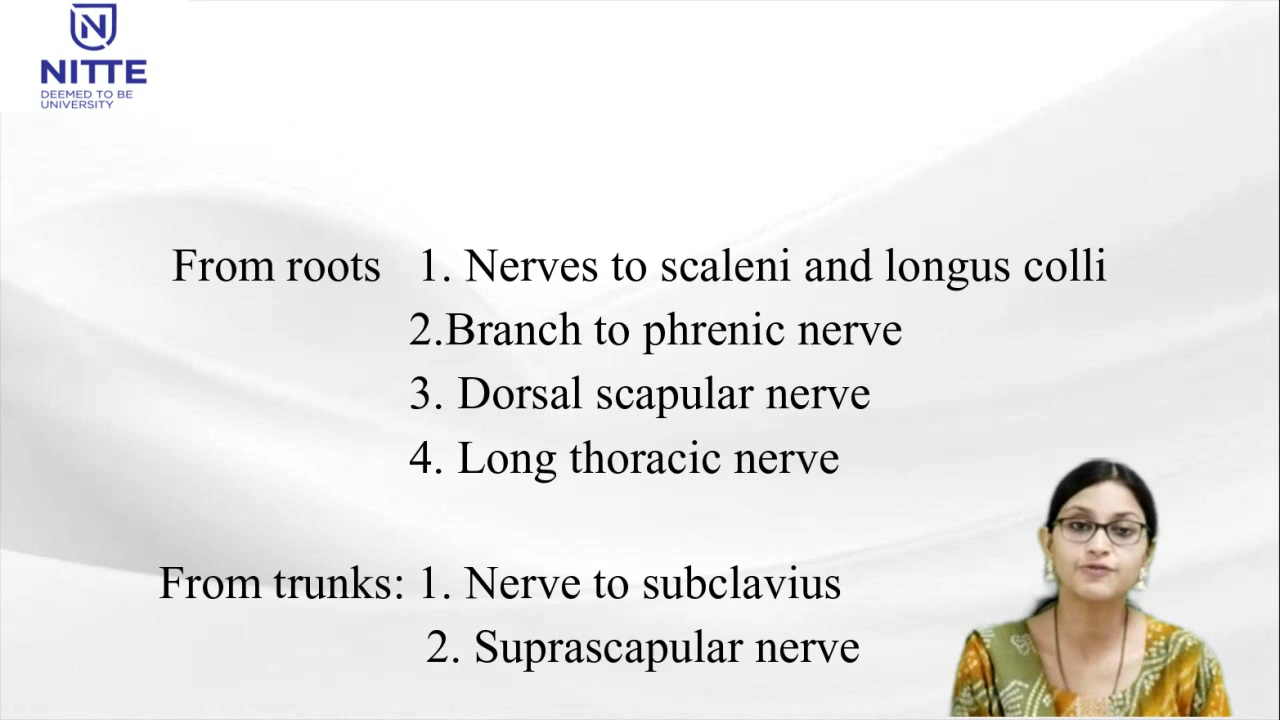 NITTE
DEEMED TO BE
UNIVERSITY
From roots 1. Nerves to scaleni and longus colli
2.Branch to phrenic nerve
3. Dorsal scapular nerve
4. Long thoracic nerve
From trunks: 1. Nerve to subclavius
2. Suprascapular nerve